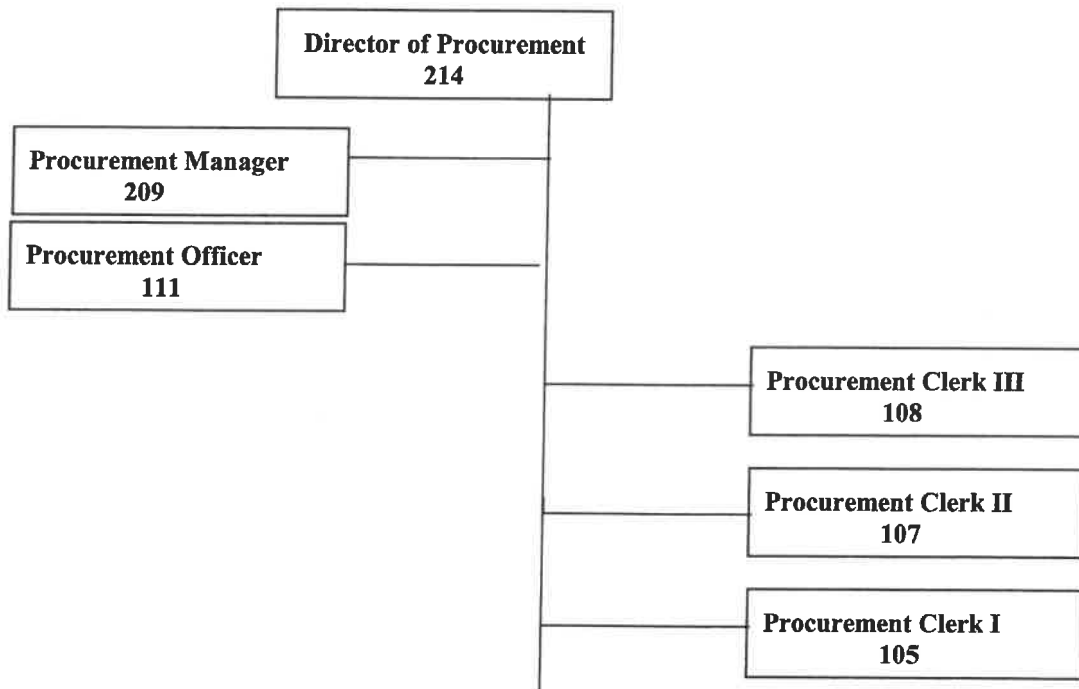 Director of Procurement
214
Procurement Manager
209
Procurement Officer
111
Procurement Clerk III
108
Procurement Clerk II
107
Procurement Clerk I
105